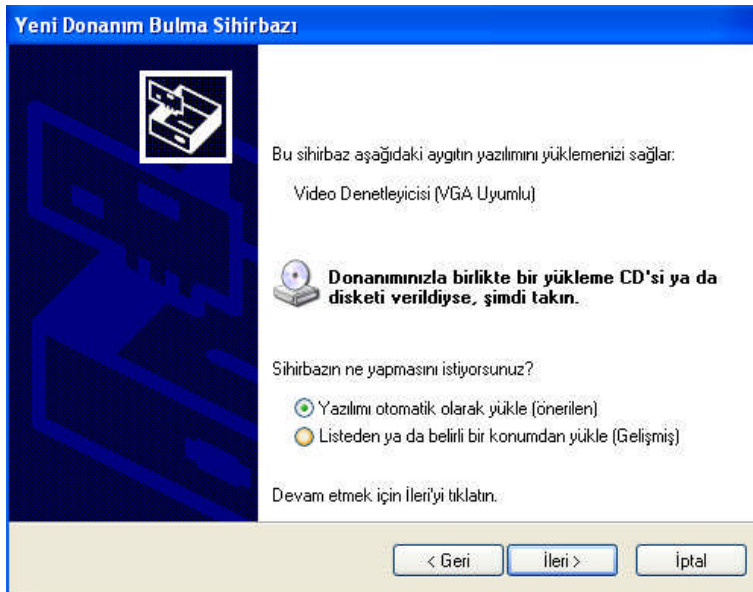 Yeni Donanım Bulma Sihirbazı
Bu sihirbaz aşağıdaki aygıtın yazılımını yüklemenizi sağlar:
Video Denetleyicisi (VGA Uyumlu)
Donanımınızla birlikte bir yükleme CD'si ya da
disketi verildiyse, şimdi takın.
Sihirbazın ne yapmasını istiyorsunuz?
Yazılımı otomatik olarak yükle (önerilen)
Listeden ya da belirli bir konumdan yükle (Gelişmiş)
Devam etmek için İleri'yi tıklatın.
< Geri
İleri >
İptal